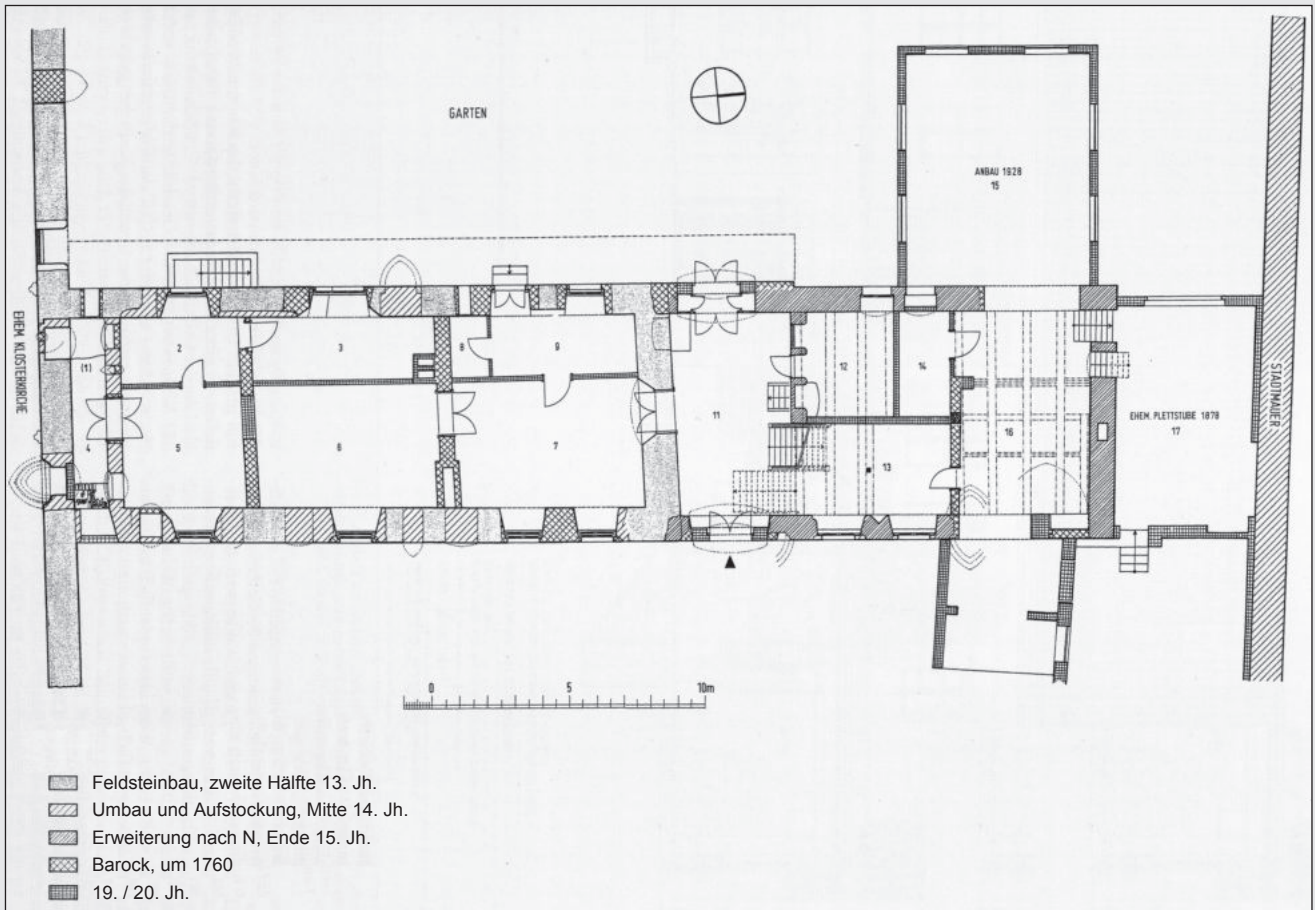 GARTEN
ANBAU 1928
15
EHEM. KLOSTERKIRCHE
STADTMAUER
(1)
2
3
8
9
4
5
6
7
11
12
14
13
16
EHEM. PLETTSTUBE 1878
17
0 5 10m
Feldsteinbau, zweite Hälfte 13. Jh.
Umbau und Aufstockung, Mitte 14. Jh.
Erweiterung nach N, Ende 15. Jh.
Barock, um 1760
19. / 20. Jh.